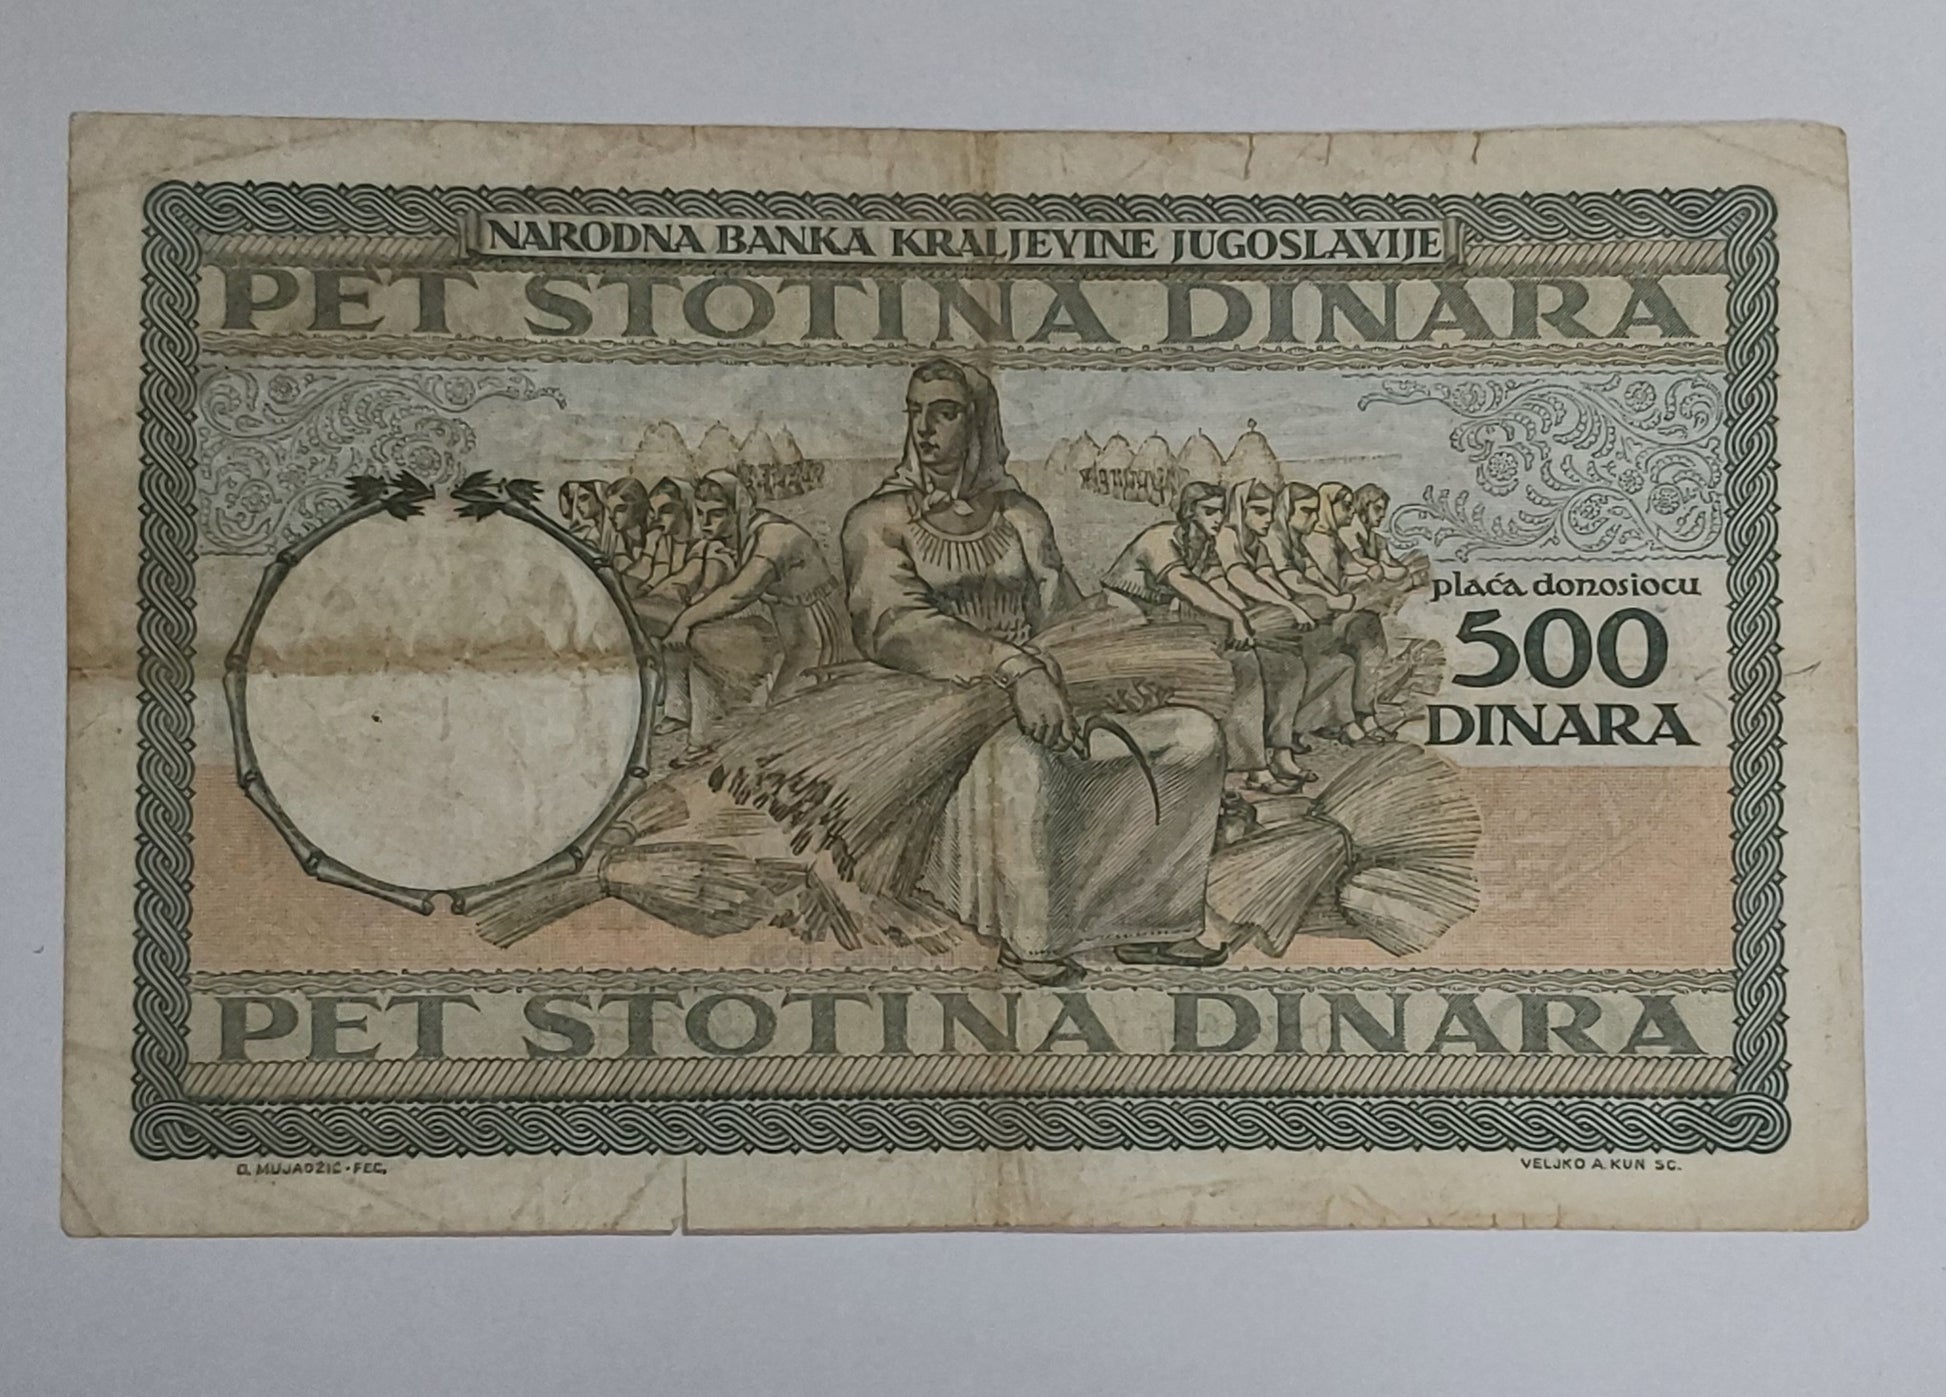 NARODNA BANKA KRALJEVINE JUGOSLAVIJE
PET STOTINA DINARA
plaća donosiocu
500
DINARA
PET STOTINA DINARA
O. MUJADŽIĆ · FEC.
VELJKO A. KUN SC.